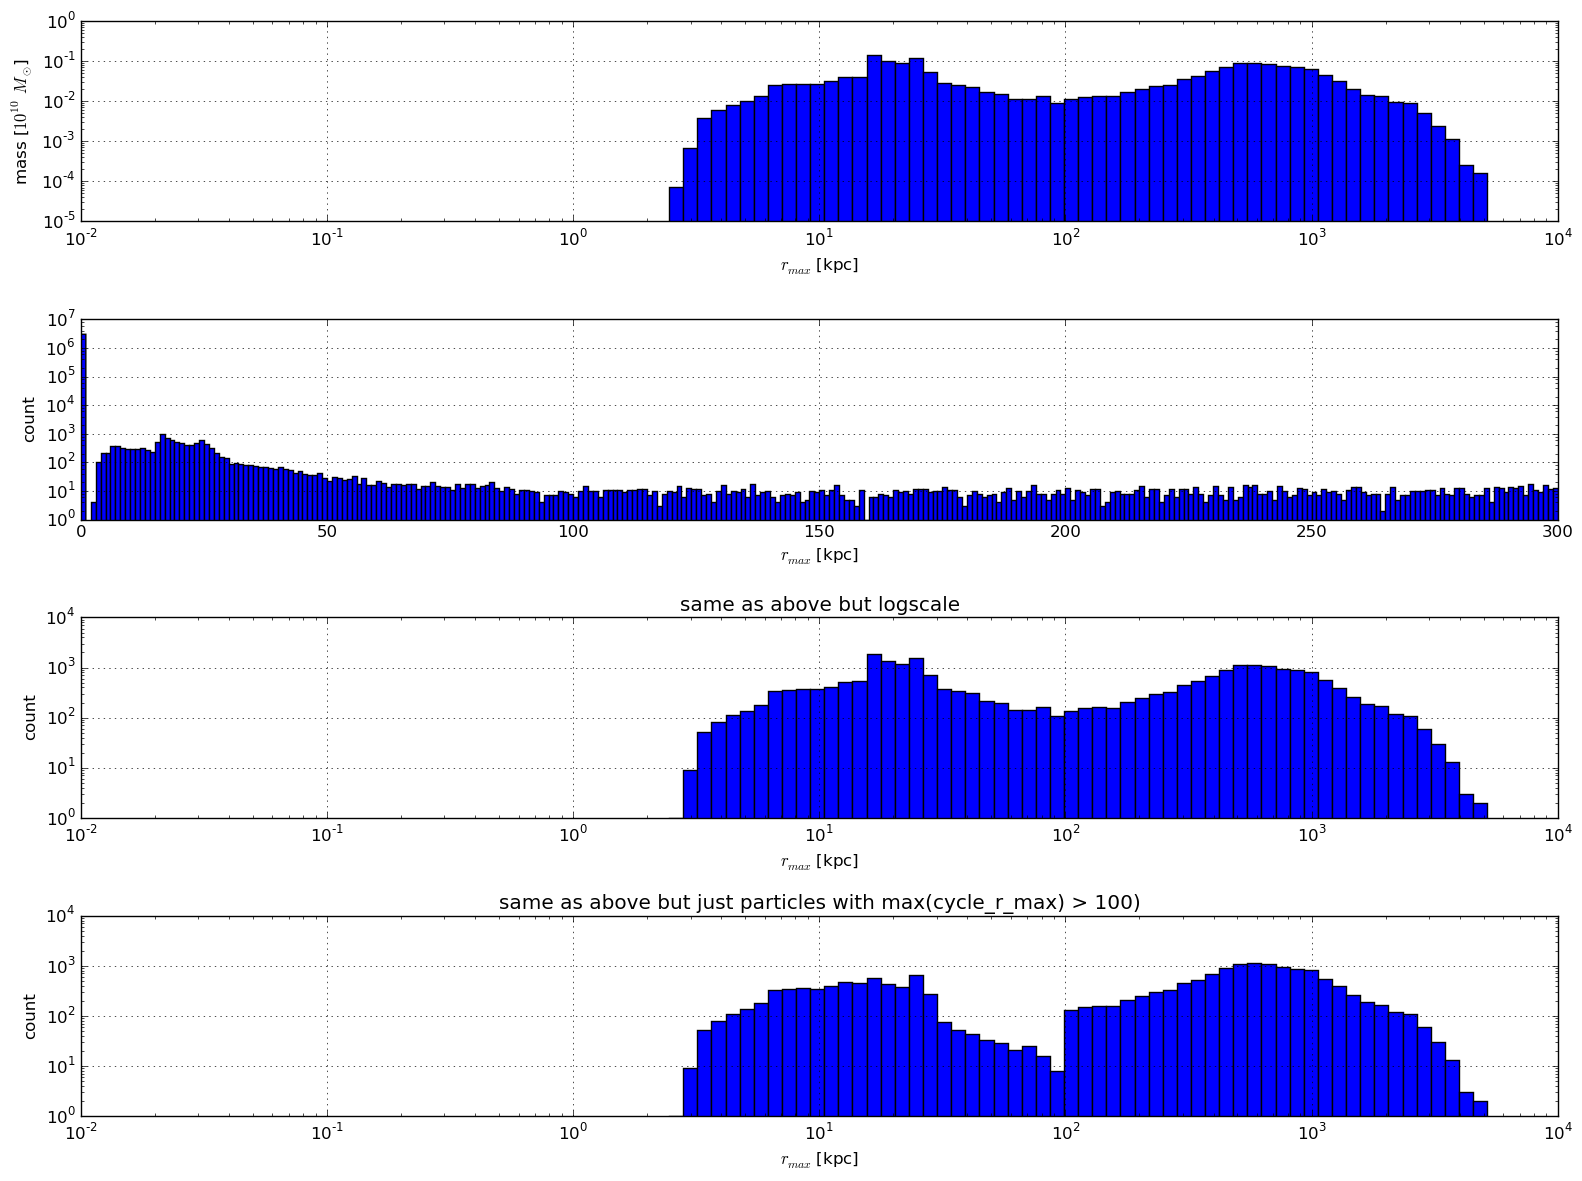 10^0
10^-1
10^-2
10^-3
10^-4
10^-5
mass [10^10 M_⊙]
10^-2 10^-1 10^0 10^1 10^2 10^3 10^4
r_max [kpc]
10^7
10^6
10^5
10^4
10^3
10^2
10^1
10^0
count
0 50 100 150 200 250 300
r_max [kpc]
same as above but logscale
10^4
10^3
10^2
10^1
10^0
count
10^-2 10^-1 10^0 10^1 10^2 10^3 10^4
r_max [kpc]
same as above but just particles with max(cycle_r_max) > 100)
10^4
10^3
10^2
10^1
10^0
count
10^-2 10^-1 10^0 10^1 10^2 10^3 10^4
r_max [kpc]